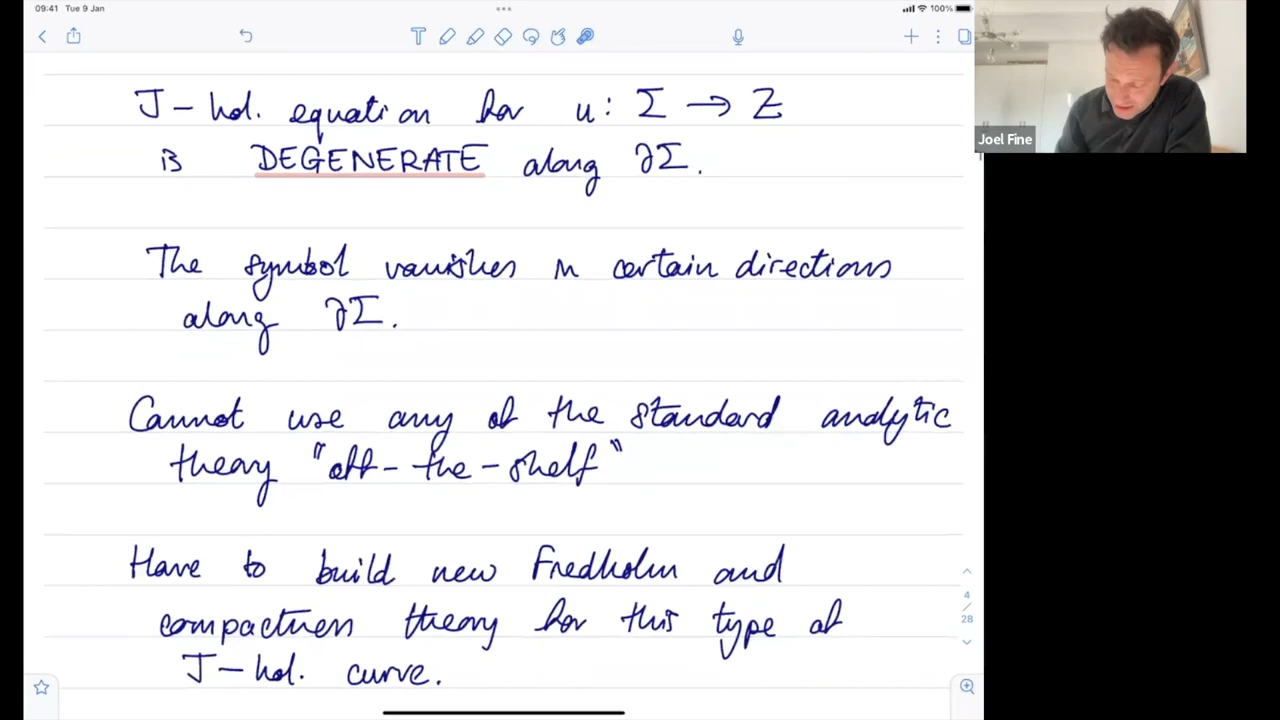 09:41 Tue 9 Jan
100%
J-hol. equation for u: Σ → Z
is DEGENERATE along ∂Σ.
The symbol vanishes in certain directions
along ∂Σ.
Cannot use any of the standard analytic
theory "off-the-shelf"
Have to build new Fredholm and
compactness theory for this type of
J-hol. curve.
4
/
28
Joel Fine